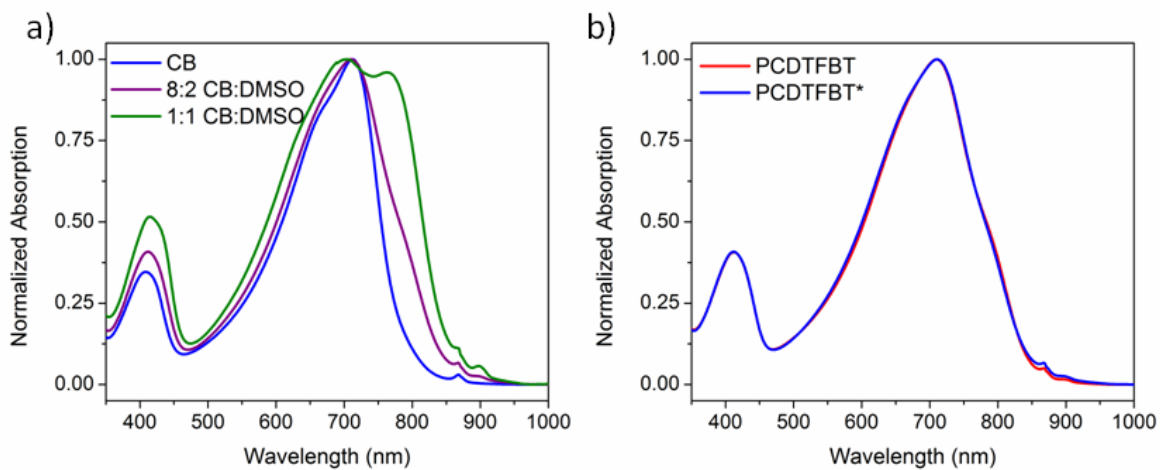 a)
CB
8:2 CB:DMSO
1:1 CB:DMSO
1.00
0.75
0.50
0.25
0.00
Normalized Absorption
400 500 600 700 800 900 1000
Wavelength (nm)
b)
PCDTFBT
PCDTFBT*
1.00
0.75
0.50
0.25
0.00
Normalized Absorption
400 500 600 700 800 900 1000
Wavelength (nm)